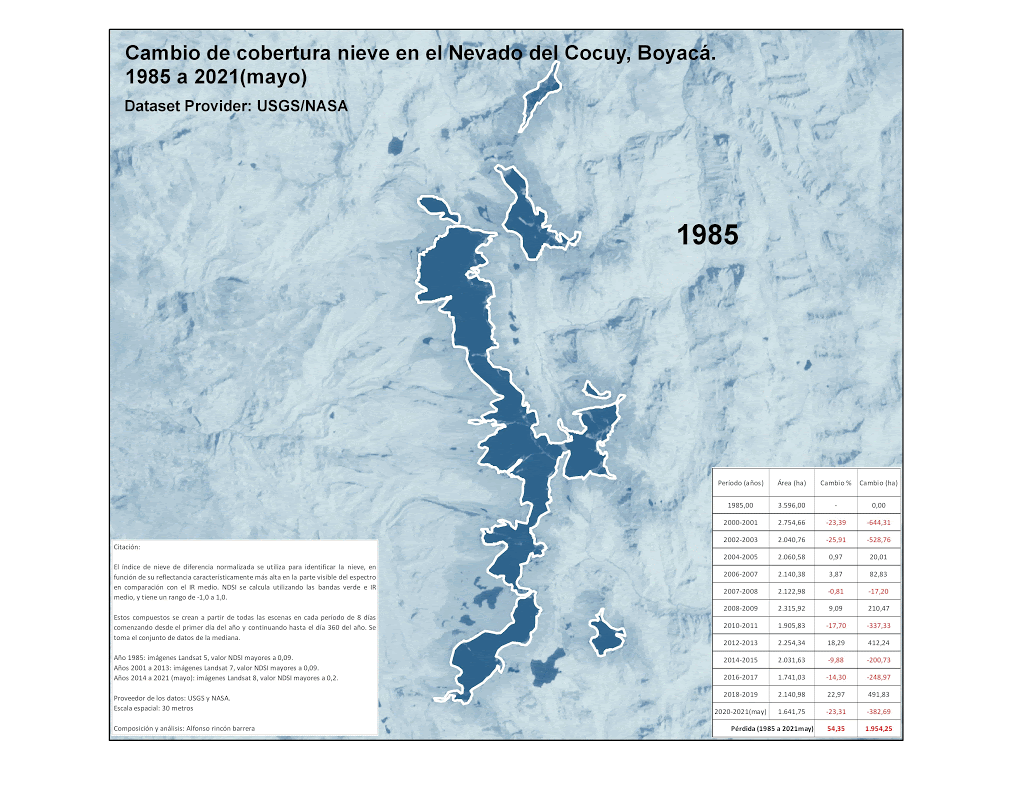 Cambio de cobertura nieve en el Nevado del Cocuy, Boyacá.
1985 a 2021(mayo)
Dataset Provider: USGS/NASA
1985
Período (años) Área (ha) Cambio % Cambio (ha)
1985,00 3.596,00 - 0,00
2000-2001 2.754,66 -23,39 -644,31
2002-2003 2.040,76 -25,91 -528,76
2004-2005 2.060,58 0,97 20,01
2006-2007 2.140,38 3,87 82,83
2007-2008 2.122,98 -0,81 -17,20
2008-2009 2.315,92 9,09 210,47
2010-2011 1.905,83 -17,70 -337,33
2012-2013 2.254,34 18,29 412,24
2014-2015 2.031,63 -9,88 -200,73
2016-2017 1.741,03 -14,30 -248,97
2018-2019 2.140,98 22,97 491,83
2020-2021(may) 1.641,75 -23,31 -382,69
Pérdida (1985 a 2021may) 54,35 1.954,25
Citación:
El índice de nieve de diferencia normalizada se utiliza para identificar la nieve, en
función de su reflectancia característicamente más alta en la parte visible del espectro
en comparación con el IR medio. NDSI se calcula utilizando las bandas verde e IR
medio, y tiene un rango de -1,0 a 1,0.
Estos compuestos se crean a partir de todas las escenas en cada período de 8 días
comenzando desde el primer día del año y continuando hasta el día 360 del año. Se
toma el conjunto de datos de la mediana.
Año 1985: imágenes Landsat 5, valor NDSI mayores a 0,09.
Años 2001 a 2013: imágenes Landsat 7, valor NDSI mayores a 0,09.
Años 2014 a 2021 (mayo): imágenes Landsat 8, valor NDSI mayores a 0,2.
Proveedor de los datos: USGS y NASA.
Escala espacial: 30 metros
Composición y análisis: Alfonso rincón barrera